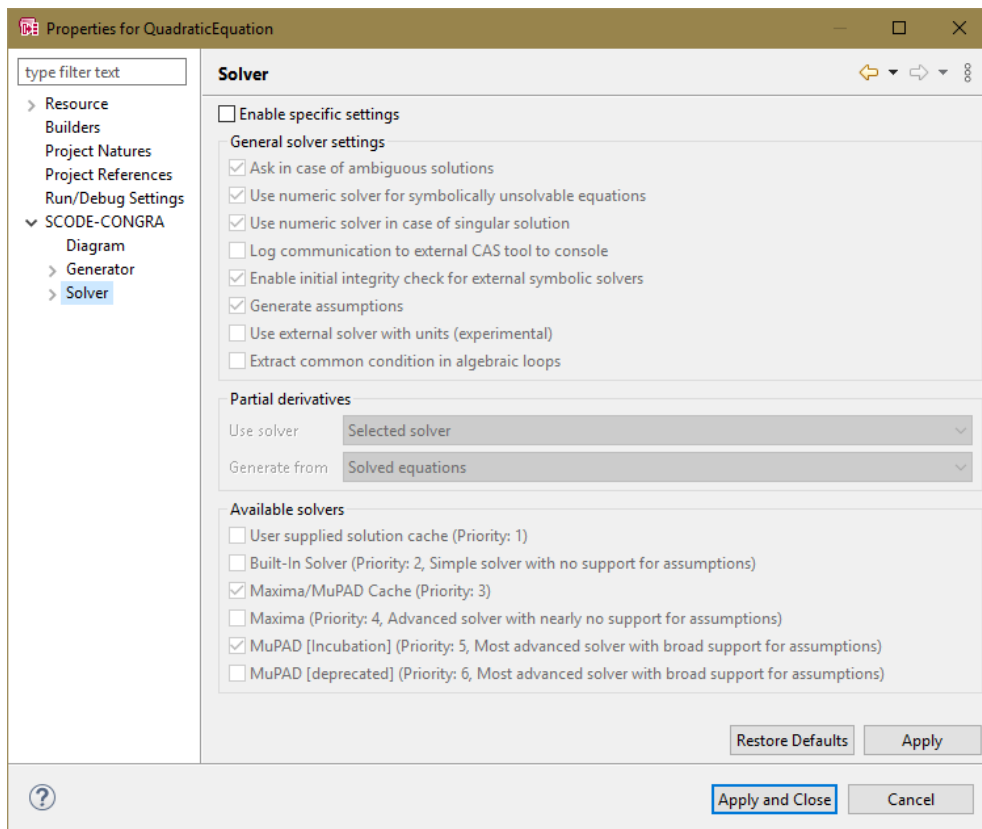 Properties for QuadraticEquation
type filter text
Resource
Builders
Project Natures
Project References
Run/Debug Settings
SCODE-CONGRA
Diagram
Generator
Solver
Solver
Enable specific settings
General solver settings
Ask in case of ambiguous solutions
Use numeric solver for symbolically unsolvable equations
Use numeric solver in case of singular solution
Log communication to external CAS tool to console
Enable initial integrity check for external symbolic solvers
Generate assumptions
Use external solver with units (experimental)
Extract common condition in algebraic loops
Partial derivatives
Use solver Selected solver
Generate from Solved equations
Available solvers
User supplied solution cache (Priority: 1)
Built-In Solver (Priority: 2, Simple solver with no support for assumptions)
Maxima/MuPAD Cache (Priority: 3)
Maxima (Priority: 4, Advanced solver with nearly no support for assumptions)
MuPAD [Incubation] (Priority: 5, Most advanced solver with broad support for assumptions)
MuPAD [deprecated] (Priority: 6, Most advanced solver with broad support for assumptions)
Restore Defaults Apply
? Apply and Close Cancel